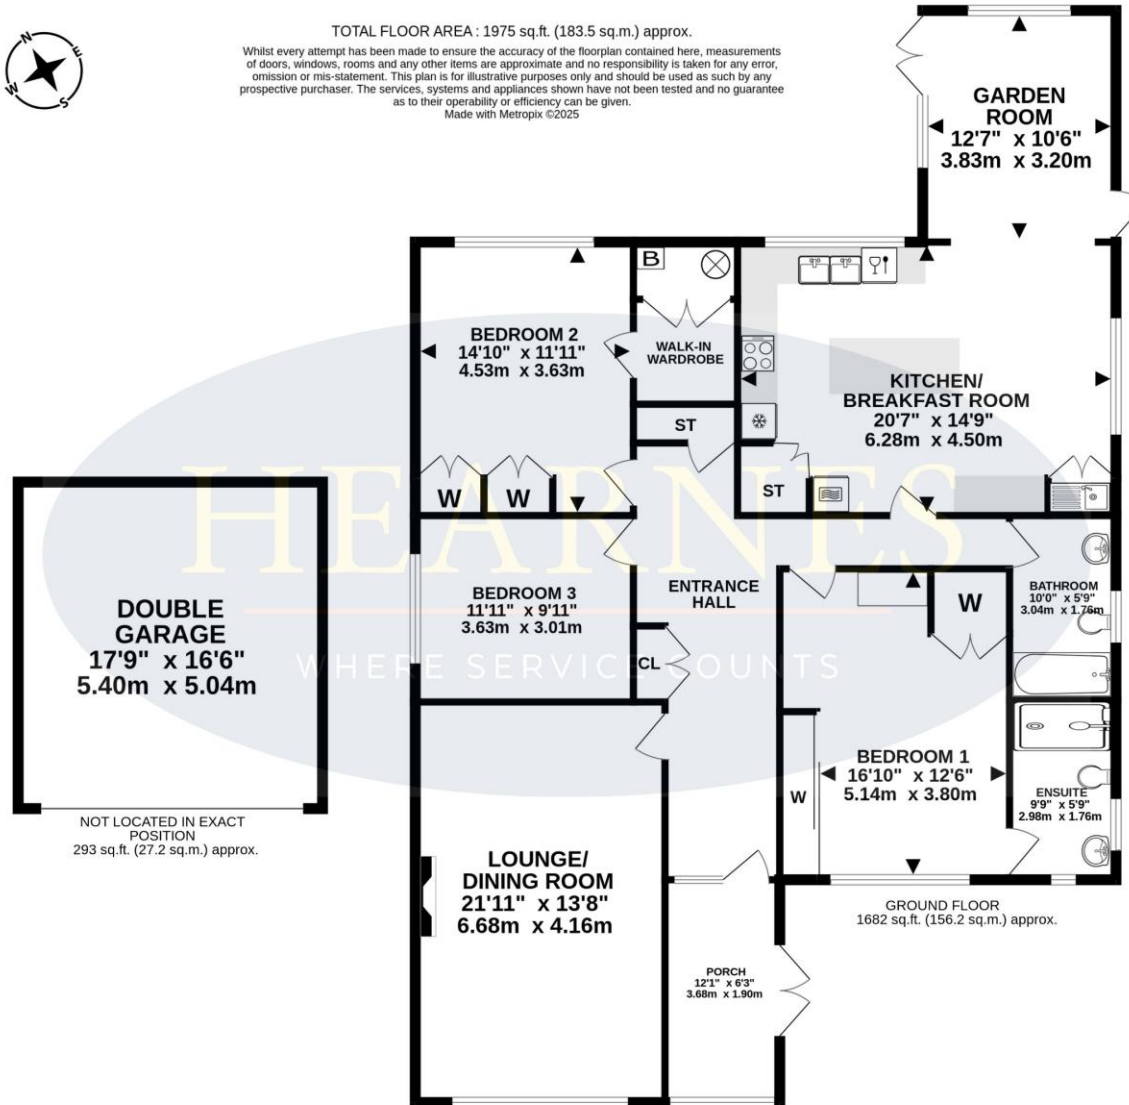 N
E
S
W
TOTAL FLOOR AREA : 1975 sq.ft. (183.5 sq.m.) approx.
Whilst every attempt has been made to ensure the accuracy of the floorplan contained here, measurements
of doors, windows, rooms and any other items are approximate and no responsibility is taken for any error,
omission or mis-statement. This plan is for illustrative purposes only and should be used as such by any
prospective purchaser. The services, systems and appliances shown have not been tested and no guarantee
as to their operability or efficiency can be given.
Made with Metropix ©2025
GARDEN
ROOM
12'7" x 10'6"
3.83m x 3.20m
B
BEDROOM 2
14'10" x 11'11"
4.53m x 3.63m
WALK-IN
WARDROBE
KITCHEN/
BREAKFAST ROOM
20'7" x 14'9"
6.28m x 4.50m
ST
ST
W
W
HEARNES
WHERE SERVICE COUNTS
DOUBLE
GARAGE
17'9" x 16'6"
5.40m x 5.04m
NOT LOCATED IN EXACT
POSITION
293 sq.ft. (27.2 sq.m.) approx.
BEDROOM 3
11'11" x 9'11"
3.63m x 3.01m
ENTRANCE
HALL
CL
W
BATHROOM
10'0" x 5'9"
3.04m x 1.76m
BEDROOM 1
16'10" x 12'6"
5.14m x 3.80m
W
ENSUITE
9'9" x 5'9"
2.98m x 1.76m
LOUNGE/
DINING ROOM
21'11" x 13'8"
6.68m x 4.16m
GROUND FLOOR
1682 sq.ft. (156.2 sq.m.) approx.
PORCH
12'1" x 6'3"
3.68m x 1.90m